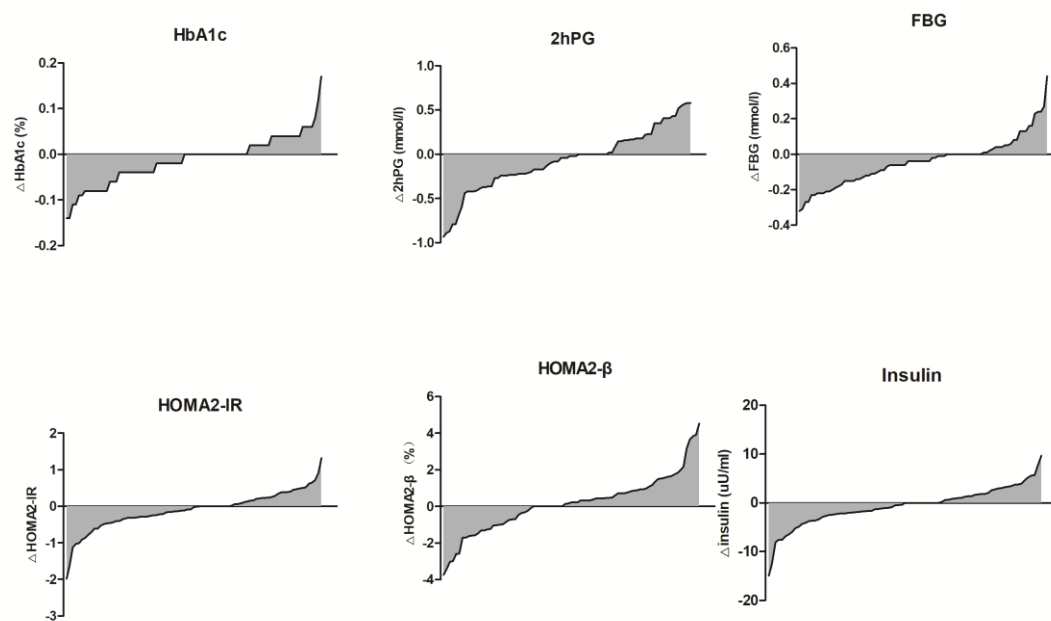 HbA1c
△HbA1c (%)
0.2
0.1
0.0
-0.1
-0.2
2hPG
△2hPG (mmol/l)
1.0
0.5
0.0
-0.5
-1.0
FBG
△FBG (mmol/l)
0.6
0.4
0.2
0.0
-0.2
-0.4
HOMA2-IR
△HOMA2-IR
2
1
0
-1
-2
-3
HOMA2-β
△HOMA2-β (%)
6
4
2
0
-2
-4
Insulin
△insulin (uU/ml)
20
10
0
-10
-20